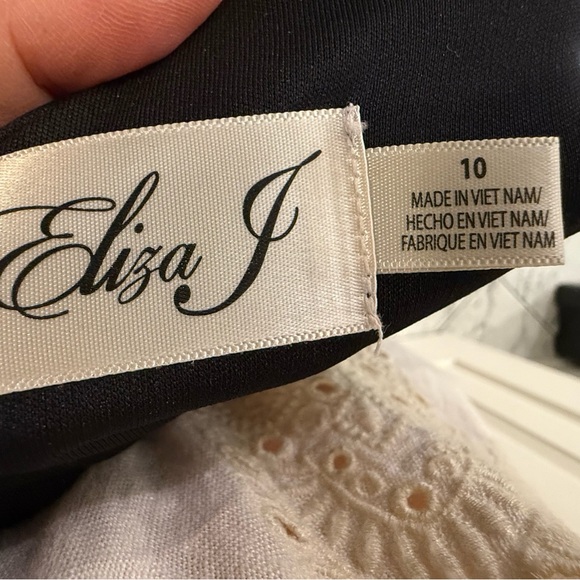 Eliza J
10
MADE IN VIET NAM/
HECHO EN VIET NAM/
FABRIQUE EN VIET NAM